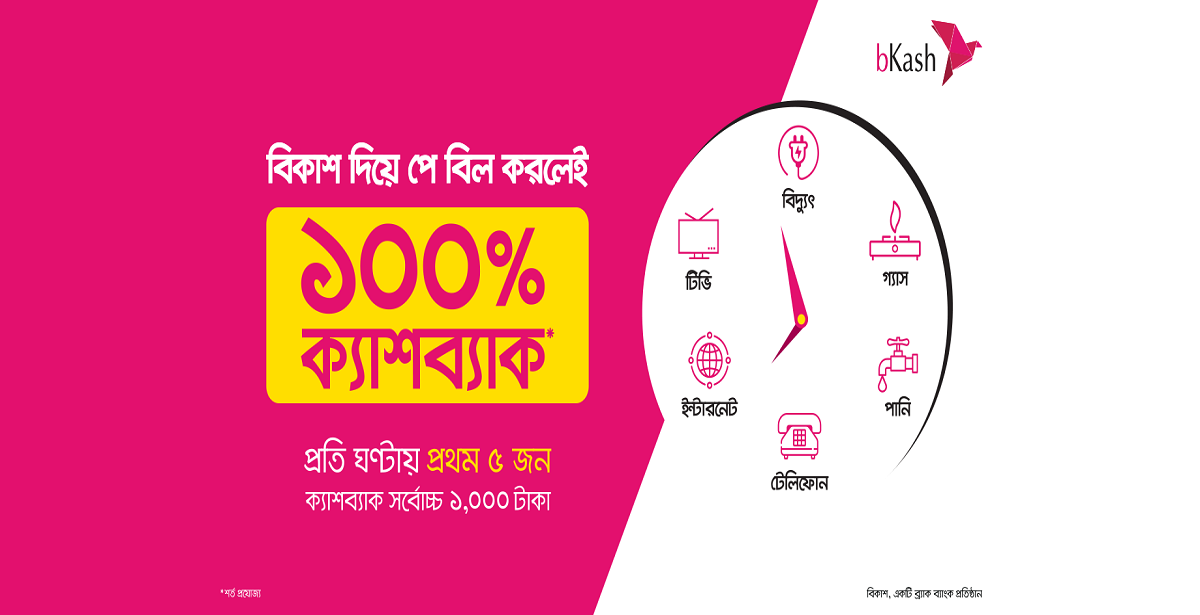 bKash
বিকাশ দিয়ে পে বিল করলেই
১০০%
ক্যাশব্যাক*
প্রতি ঘণ্টায় প্রথম ৫ জন
ক্যাশব্যাক সর্বোচ্চ ১,০০০ টাকা
বিদ্যুৎ
গ্যাস
পানি
টেলিফোন
ইন্টারনেট
টিভি
*শর্ত প্রযোজ্য
বিকাশ, একটি ব্র্যাক ব্যাংক প্রতিষ্ঠান